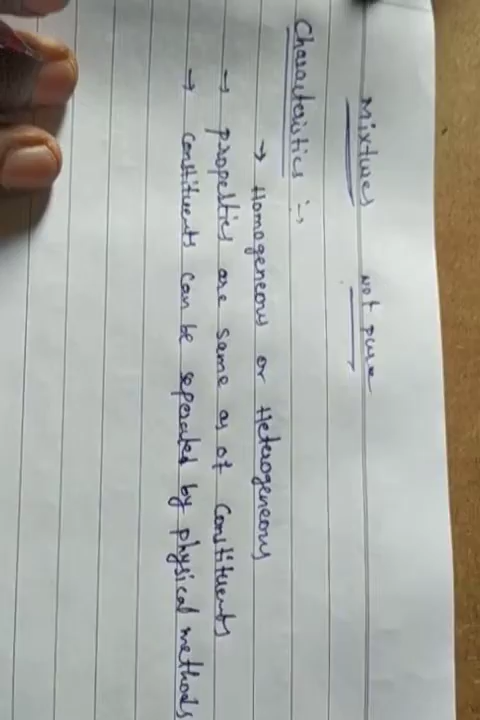 Mixtures Not pure
Characteristics :→
→ Homogeneous or Heterogeneous
→ properties are same as of constituents
→ constituents can be seperated by physical methods